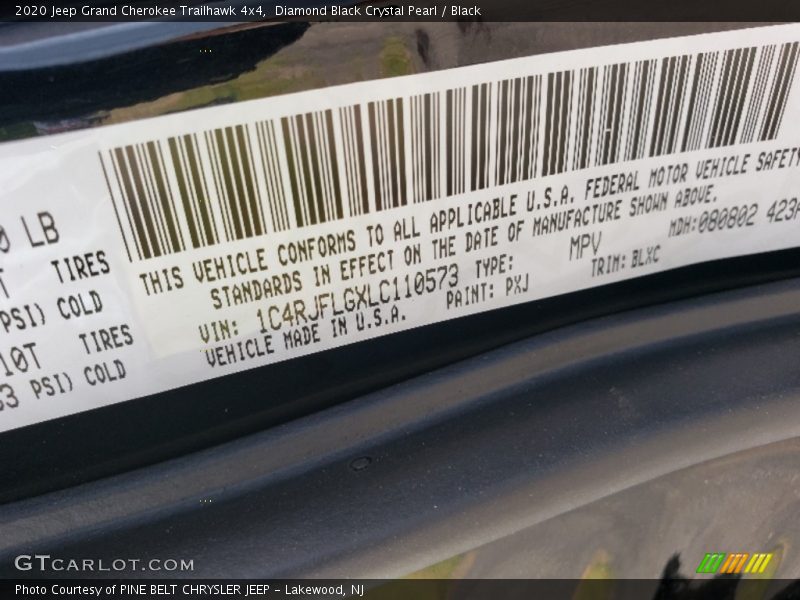 2020 Jeep Grand Cherokee Trailhawk 4x4, Diamond Black Crystal Pearl / Black
LB
TIRES
PSI) COLD
10T TIRES
PSI) COLD
THIS VEHICLE CONFORMS TO ALL APPLICABLE U.S.A. FEDERAL MOTOR VEHICLE SAFETY
STANDARDS IN EFFECT ON THE DATE OF MANUFACTURE SHOWN ABOVE.
VIN: 1C4RJFLGXLC110573 TYPE: MPV MDH:080802 423
VEHICLE MADE IN U.S.A. PAINT: PXJ TRIM: BLXC
GTCARLOT.COM
Photo Courtesy of PINE BELT CHRYSLER JEEP - Lakewood, NJ